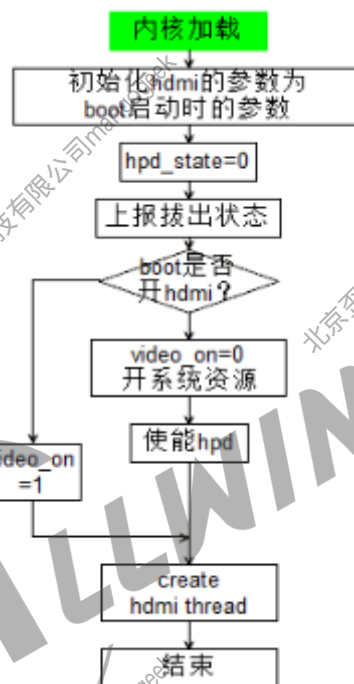 内核加载
初始化hdmi的参数为
boot启动时的参数
hpd_state=0
上报拔出状态
boot是否
开hdmi？
video_on=0
开系统资源
使能hpd
ideo_on
=1
create
hdmi thread
结束
ALLWIN